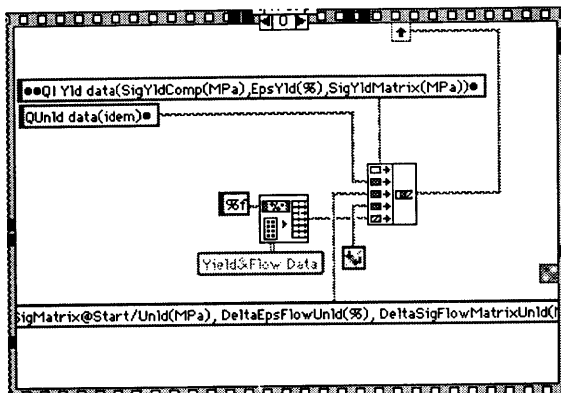 0
●●QI Yld data(SigYldComp(MPa),EpsYld(%),SigYldMatrix(MPa))●
QUnld data(idem)●
%f
%·
Yield&Flow Data
SigMatrix@Start/Unld(MPa), DeltaEpsFlowUnld(%), DeltaSigFlowMatrixUnld(